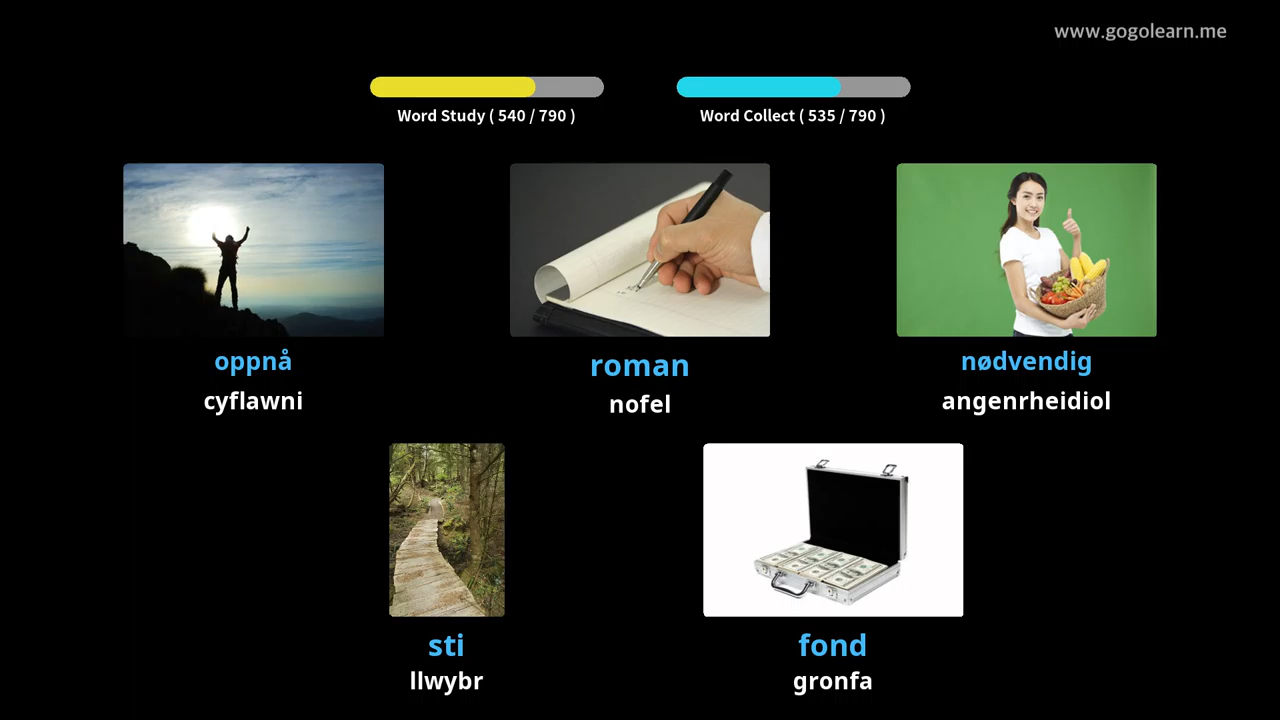 www.gogolearn.me
Word Study ( 540 / 790 )
Word Collect ( 535 / 790 )
oppnå
cyflawni
roman
nofel
nødvendig
angenrheidiol
sti
llwybr
fond
gronfa